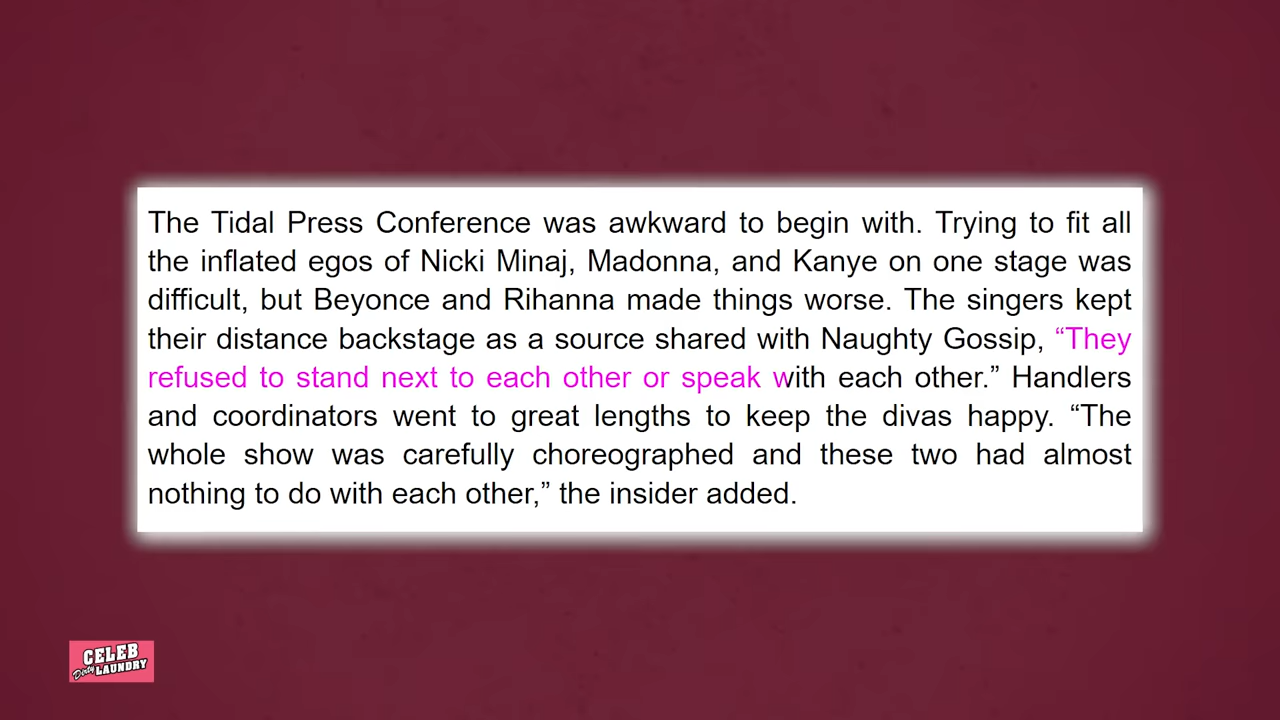 The Tidal Press Conference was awkward to begin with. Trying to fit all
the inflated egos of Nicki Minaj, Madonna, and Kanye on one stage was
difficult, but Beyonce and Rihanna made things worse. The singers kept
their distance backstage as a source shared with Naughty Gossip, “They
refused to stand next to each other or speak with each other.” Handlers
and coordinators went to great lengths to keep the divas happy. “The
whole show was carefully choreographed and these two had almost
nothing to do with each other,” the insider added.
CELEB
Dirty LAUNDRY